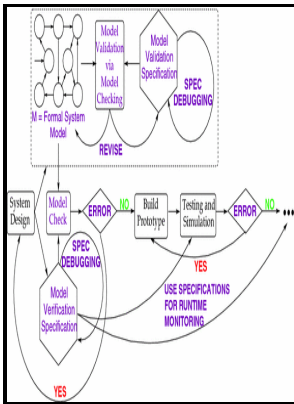 Model
Validation
via
Model
Checking
Model
Validation
Specification
SPEC
DEBUGGING
M = Formal System
Model
REVISE
System
Design
Model
Check
ERROR
NO
Build
Prototype
Testing and
Simulation
ERROR
NO
SPEC
DEBUGGING
YES
Model
Verification
Specification
USE SPECIFICATIONS
FOR RUNTIME
MONITORING
YES